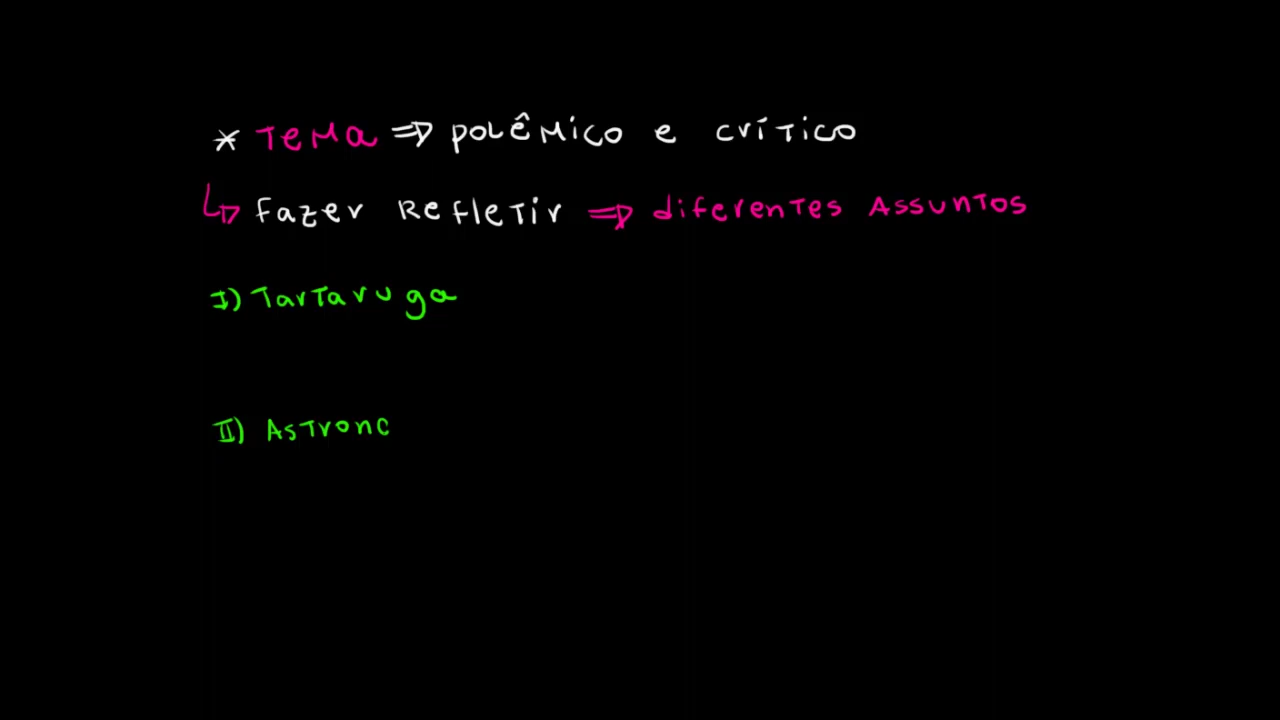 * Tema => polêmico e crítico
↳ Fazer Refletir => diferentes Assuntos
I) Tartaruga
II) Astronc